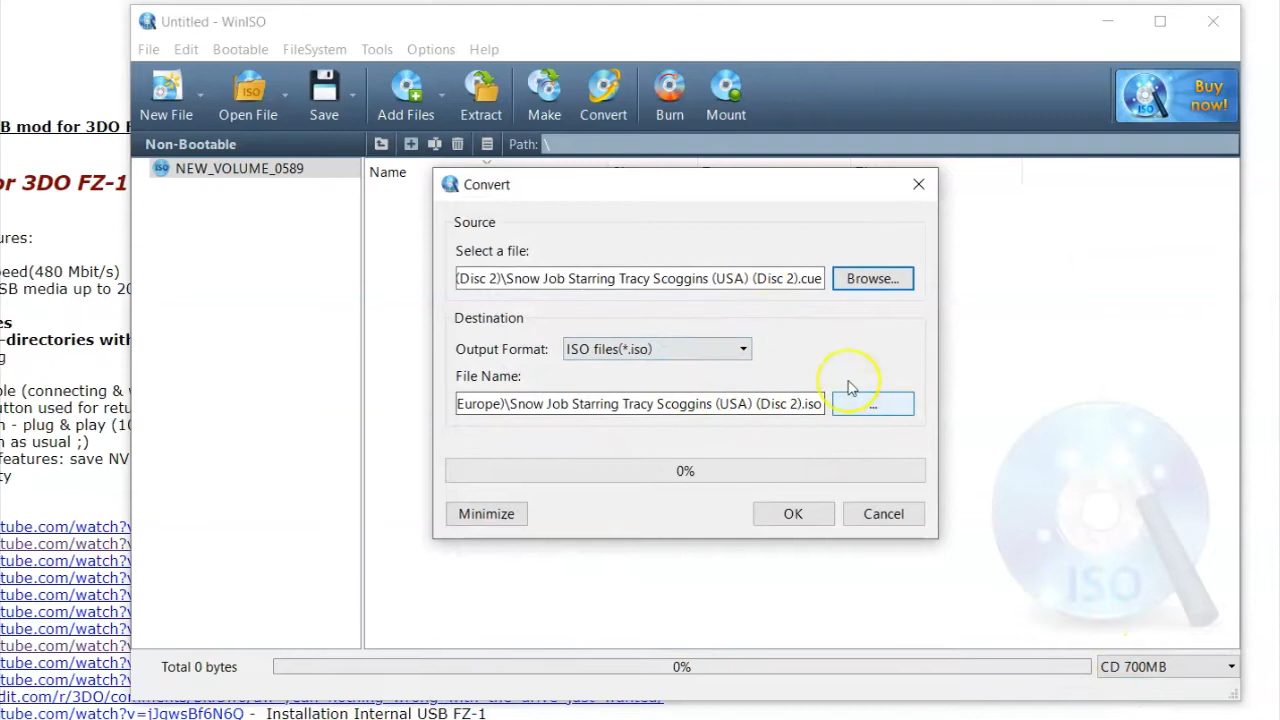 Untitled - WinISO
File Edit Bootable FileSystem Tools Options Help
New File Open File Save Add Files Extract Make Convert Burn Mount
ISO
Buy now!
Non-Bootable
Path: \
NEW_VOLUME_0589
Name
B mod for 3DO F
or 3DO FZ-1
ures:
peed(480 Mbit/s)
SB media up to 20
es
-directories with
g
ble (connecting & w
utton used for retu
n - plug & play (10
n as usual ;)
features: save NV
ty
Convert
Source
Select a file:
(Disc 2)\Snow Job Starring Tracy Scoggins (USA) (Disc 2).cue
Browse...
Destination
Output Format:
ISO files(*.iso)
File Name:
Europe)\Snow Job Starring Tracy Scoggins (USA) (Disc 2).iso
...
0%
Minimize
OK
Cancel
ISO
tube.com/watch?v
tube.com/watch?v
tube.com/watch?v
tube.com/watch?v
tube.com/watch?v
tube.com/watch?v
tube.com/watch?v
tube.com/watch?v
tube.com/watch?v
tube.com/watch?v
Total 0 bytes
0%
CD 700MB
tube.com/watch?v=jJqwsBf6N6Q - Installation Internal USB FZ-1